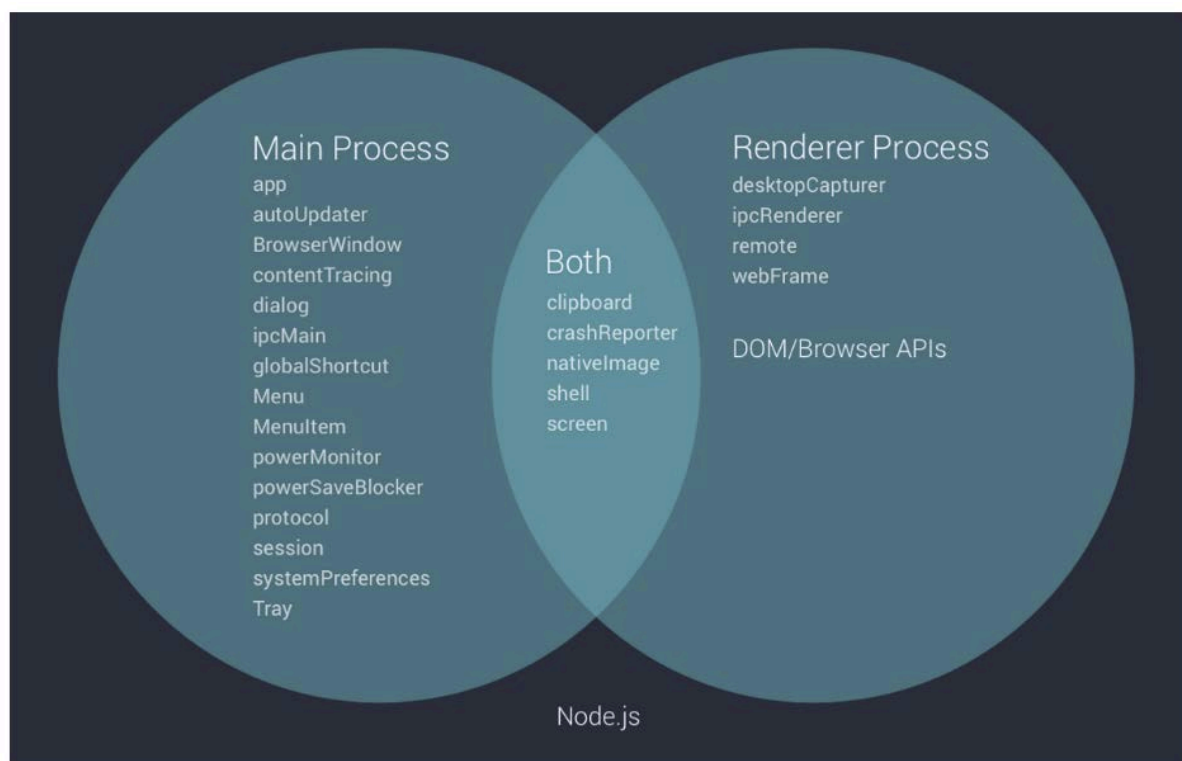 Main Process
app
autoUpdater
BrowserWindow
contentTracing
dialog
ipcMain
globalShortcut
Menu
MenuItem
powerMonitor
powerSaveBlocker
protocol
session
systemPreferences
Tray
Both
clipboard
crashReporter
nativeImage
shell
screen
Renderer Process
desktopCapturer
ipcRenderer
remote
webFrame
DOM/Browser APIs
Node.js